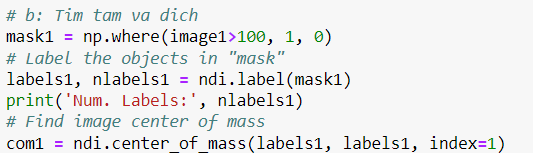 # b: Tim tam va dich
mask1 = np.where(image1>100, 1, 0)
# Label the objects in "mask"
labels1, nlabels1 = ndi.label(mask1)
print('Num. Labels:', nlabels1)
# Find image center of mass
com1 = ndi.center_of_mass(labels1, labels1, index=1)